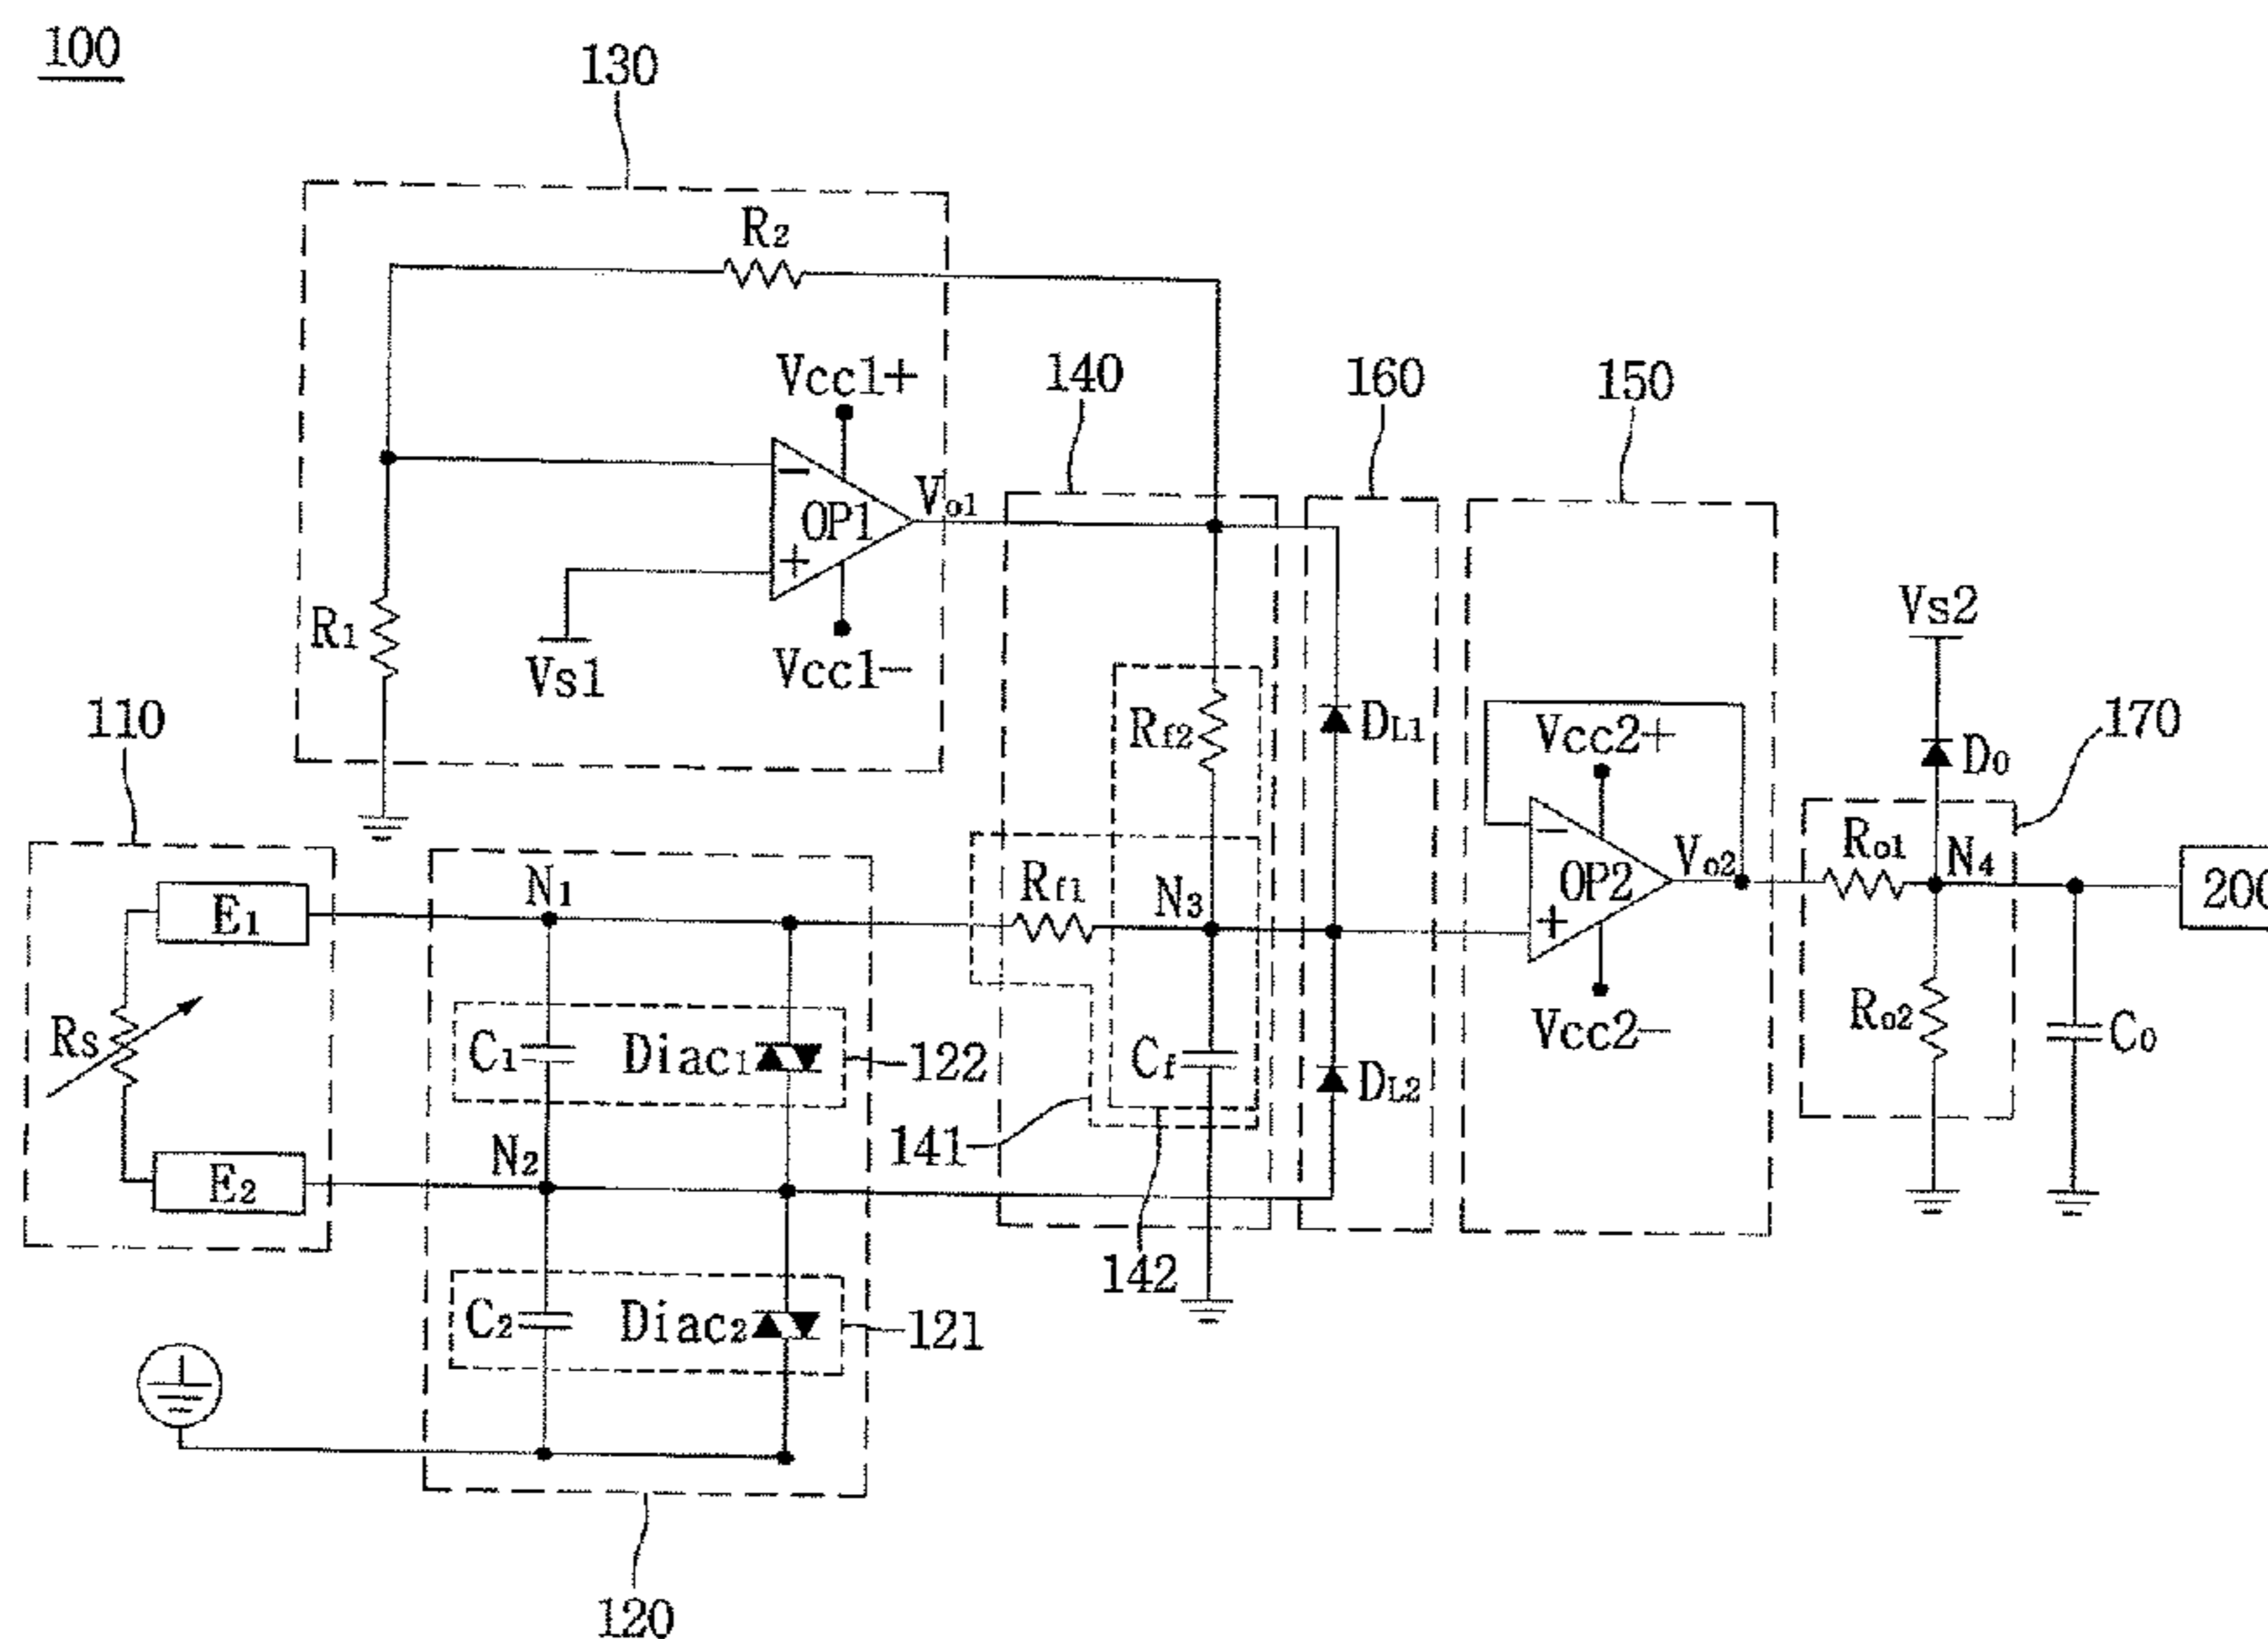 100
130
R2
Vcc1+
140
160
150
Vo1
OP1
R1
Vs1
Vcc1-
Vs2
110
Rf2
DL1
Vcc2+
170
D0
N1
Rf1
N3
OP2
Vo2
Ro1
N4
200
E1
Rs
C1
Diac1
122
Cf
DL2
Vcc2-
Ro2
C0
141
N2
E2
142
C2
Diac2
121
120